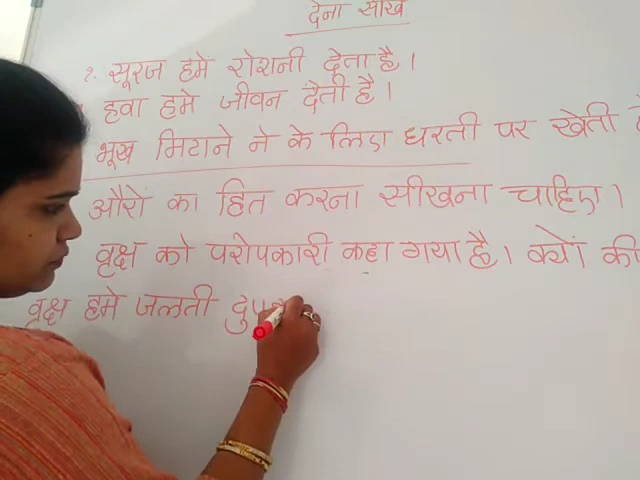 देना सीख
१. सूरज हमे रोशनी देता है।
हवा हमे जीवन देती है।
भूख मिटाने ने के लिए धरती पर खेती
औरों का हित करना सीखना चाहिए।
वृक्ष को परोपकारी कहा गया है। क्यों की
वृक्ष हमे जलती